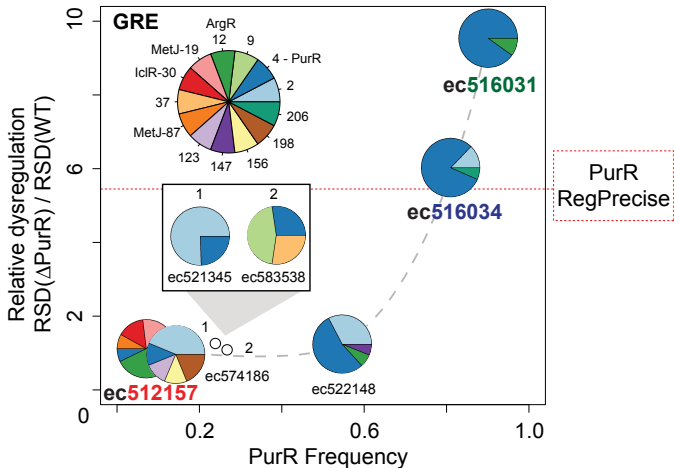 GRE
ArgR
12
9
MetJ-19
4 - PurR
IclR-30
2
37
206
MetJ-87
198
123
156
147
10
6
2
0
Relative dysregulation
RSD(ΔPurR) / RSD(WT)
ec516031
ec516034
PurR
RegPrecise
1
2
ec521345
ec583538
1
2
ec574186
ec512157
ec522148
0.2
0.6
1.0
PurR Frequency